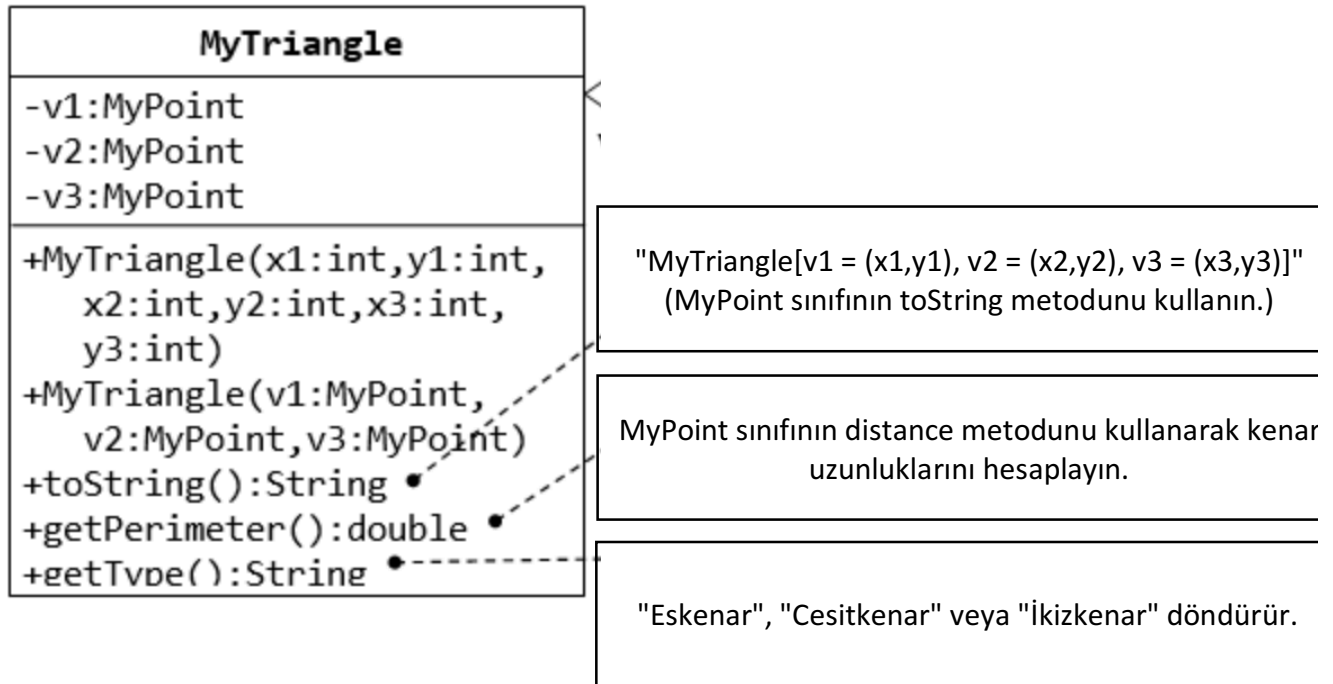 MyTriangle
-v1:MyPoint
-v2:MyPoint
-v3:MyPoint
+MyTriangle(x1:int,y1:int,
x2:int,y2:int,x3:int,
y3:int)
+MyTriangle(v1:MyPoint,
v2:MyPoint,v3:MyPoint)
+toString():String
+getPerimeter():double
+getType():String
"MyTriangle[v1 = (x1,y1), v2 = (x2,y2), v3 = (x3,y3)]"
(MyPoint sınıfının toString metodunu kullanın.)
MyPoint sınıfının distance metodunu kullanarak kenar
uzunluklarını hesaplayın.
"Eskenar", "Cesitkenar" veya "İkizkenar" döndürür.